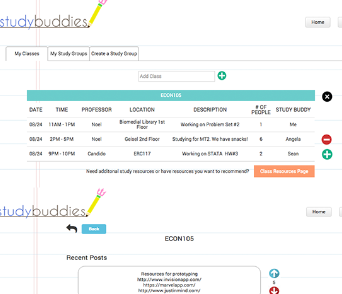 studybuddies
Home
My Classes My Study Groups Create a Study Group
Add Class
ECON105
DATE TIME PROFESSOR LOCATION DESCRIPTION # OF PEOPLE STUDY BUDDY
08/24 11AM - 1PM Noel Biomedial Library 1st Floor Working on Problem Set #2 1 Me
08/24 2PM - 5PM Noel Geisel 2nd Floor Studying for MT2. We have snacks! 6 Angela
08/24 9PM - 10PM Candido ERC117 Working on STATA HW#3 2 Sean
Need additonal study resources or have resources you want to recommend? Class Resources Page
studybuddies
Home
Back
ECON105
Recent Posts
Resources for prototyping
http://www.invisionapp.com/
https://marvelapp.com/
http://www.justinmind.com/
5